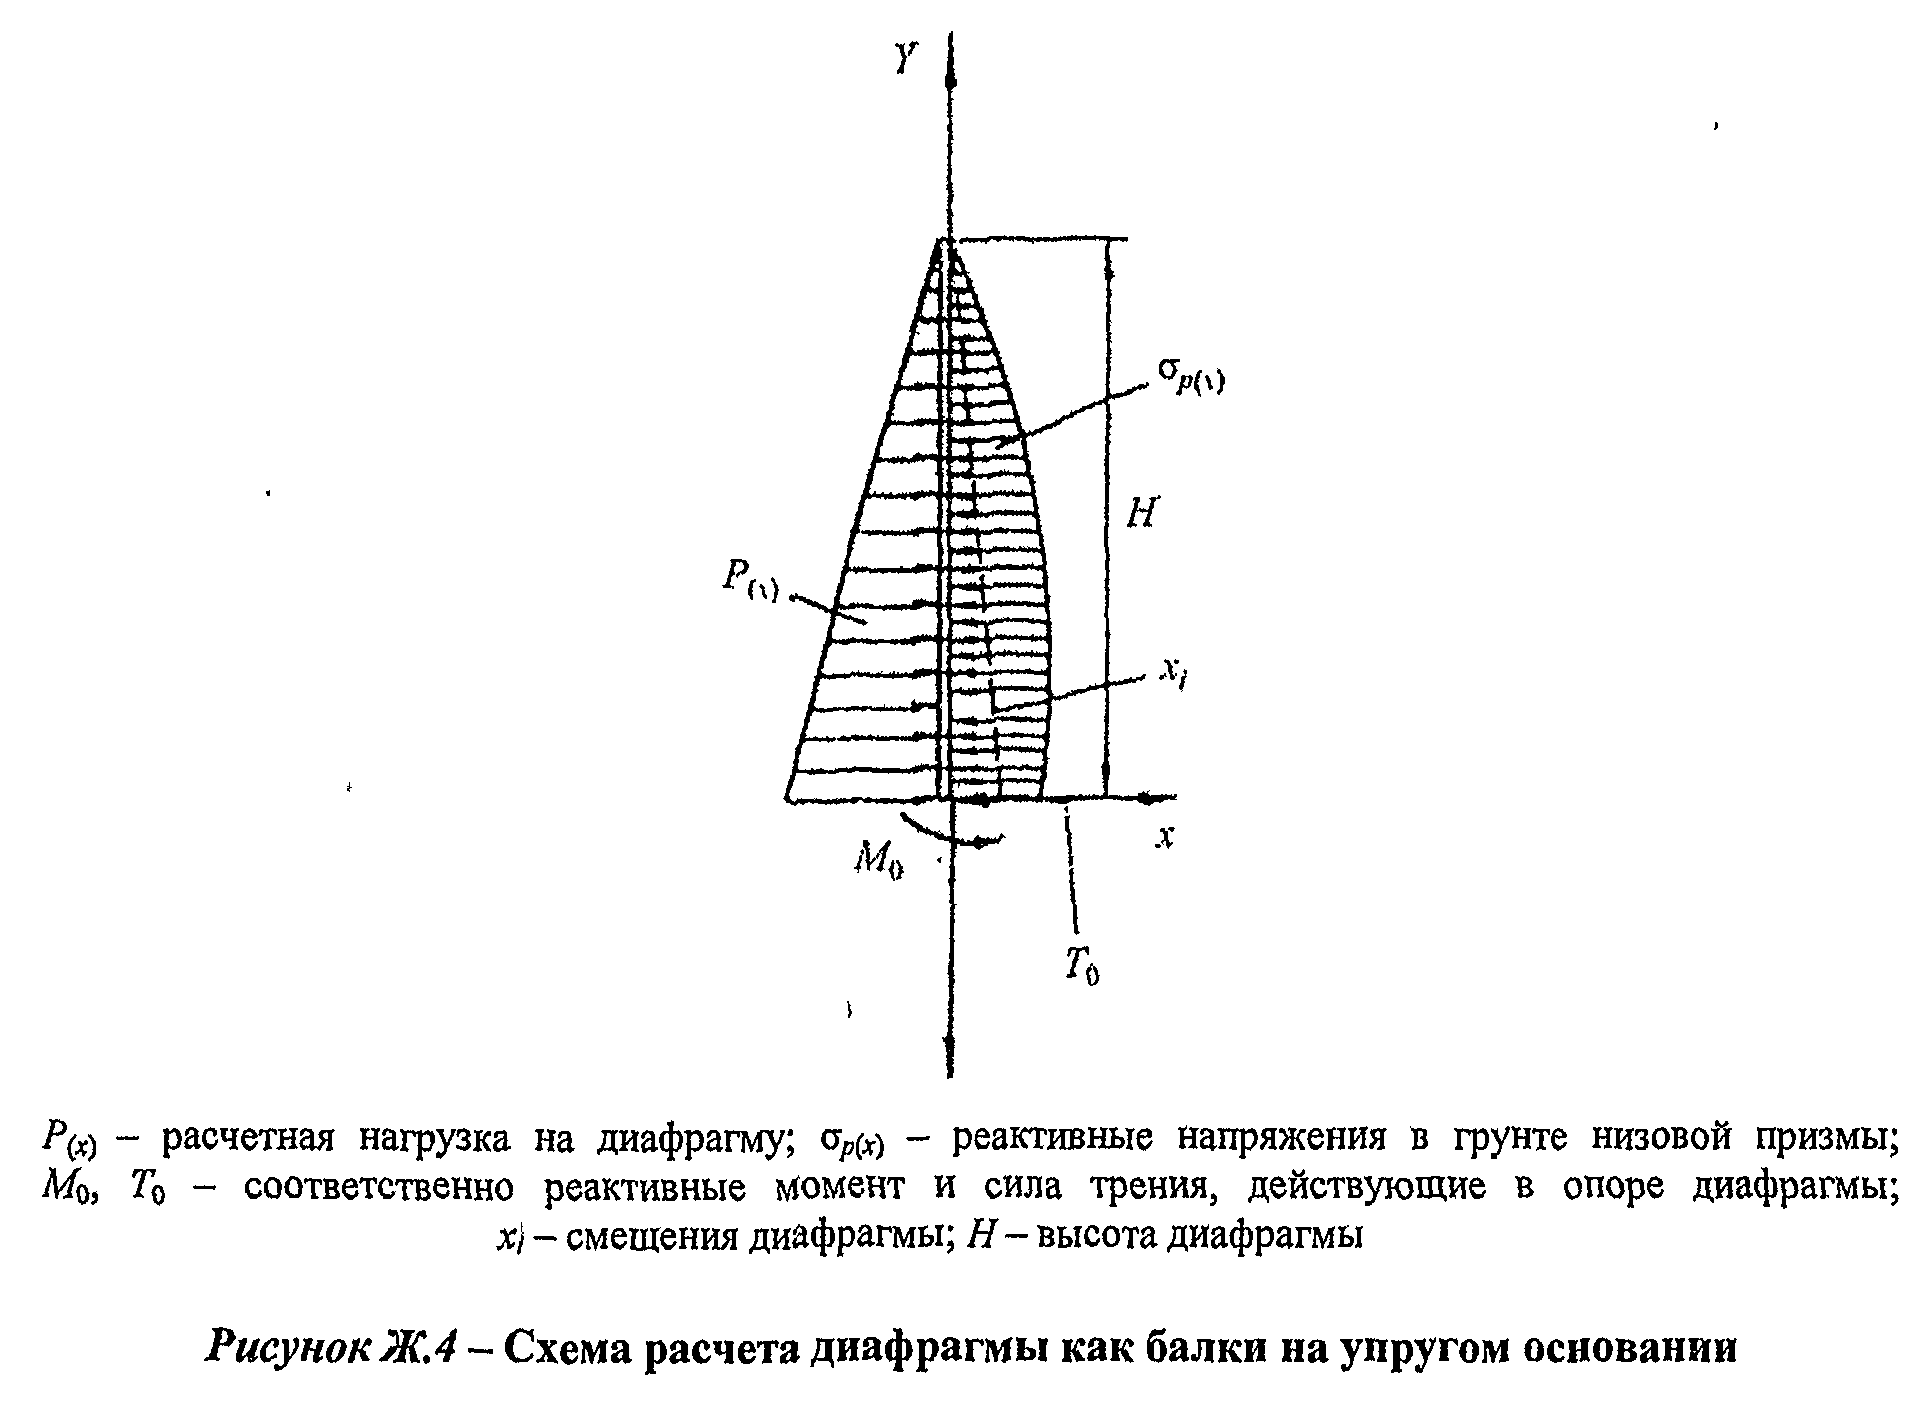 Y
σp(x)
H
P(x)
xi
x
M0
T0
P(x) – расчетная нагрузка на диафрагму; σp(x) – реактивные напряжения в грунте низовой призмы;
M0, T0 – соответственно реактивные момент и сила трения, действующие в опоре диафрагмы;
xi – смещения диафрагмы; H – высота диафрагмы
Рисунок Ж.4 – Схема расчета диафрагмы как балки на упругом основании